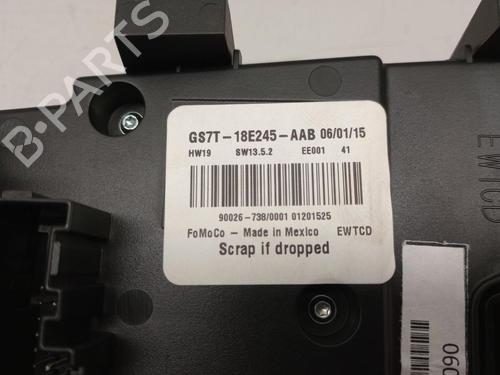 GS7T-18E245-AAB 06/01/15
HW19 SW13.5.2 EE001 41
90026-738/0001 01201525
FoMoCo - Made in Mexico EWTCD
Scrap if dropped
EWTCD
060
B-PARTS